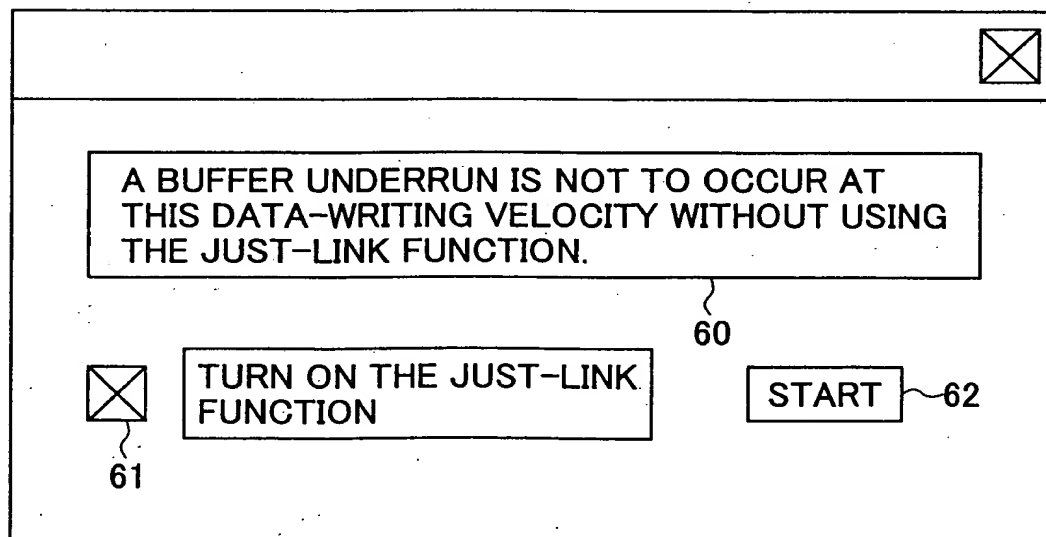 A BUFFER UNDERRUN IS NOT TO OCCUR AT
THIS DATA-WRITING VELOCITY WITHOUT USING
THE JUST-LINK FUNCTION.
60
TURN ON THE JUST-LINK
FUNCTION
START
62
61